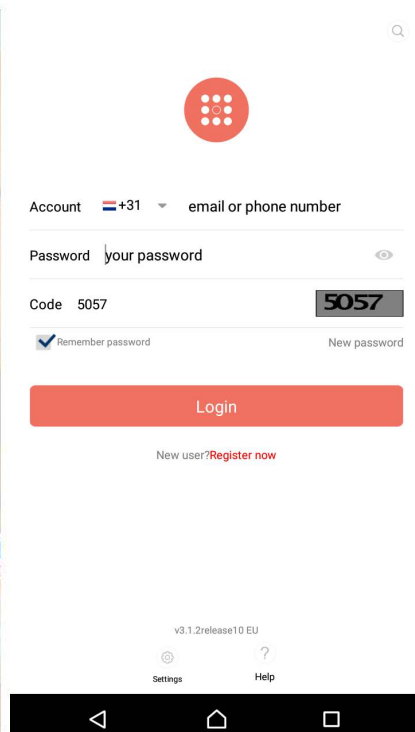 Account +31 email or phone number
Password your password
Code 5057 5057
Remember password New password
Login
New user?Register now
v3.1.2release10 EU
Settings Help